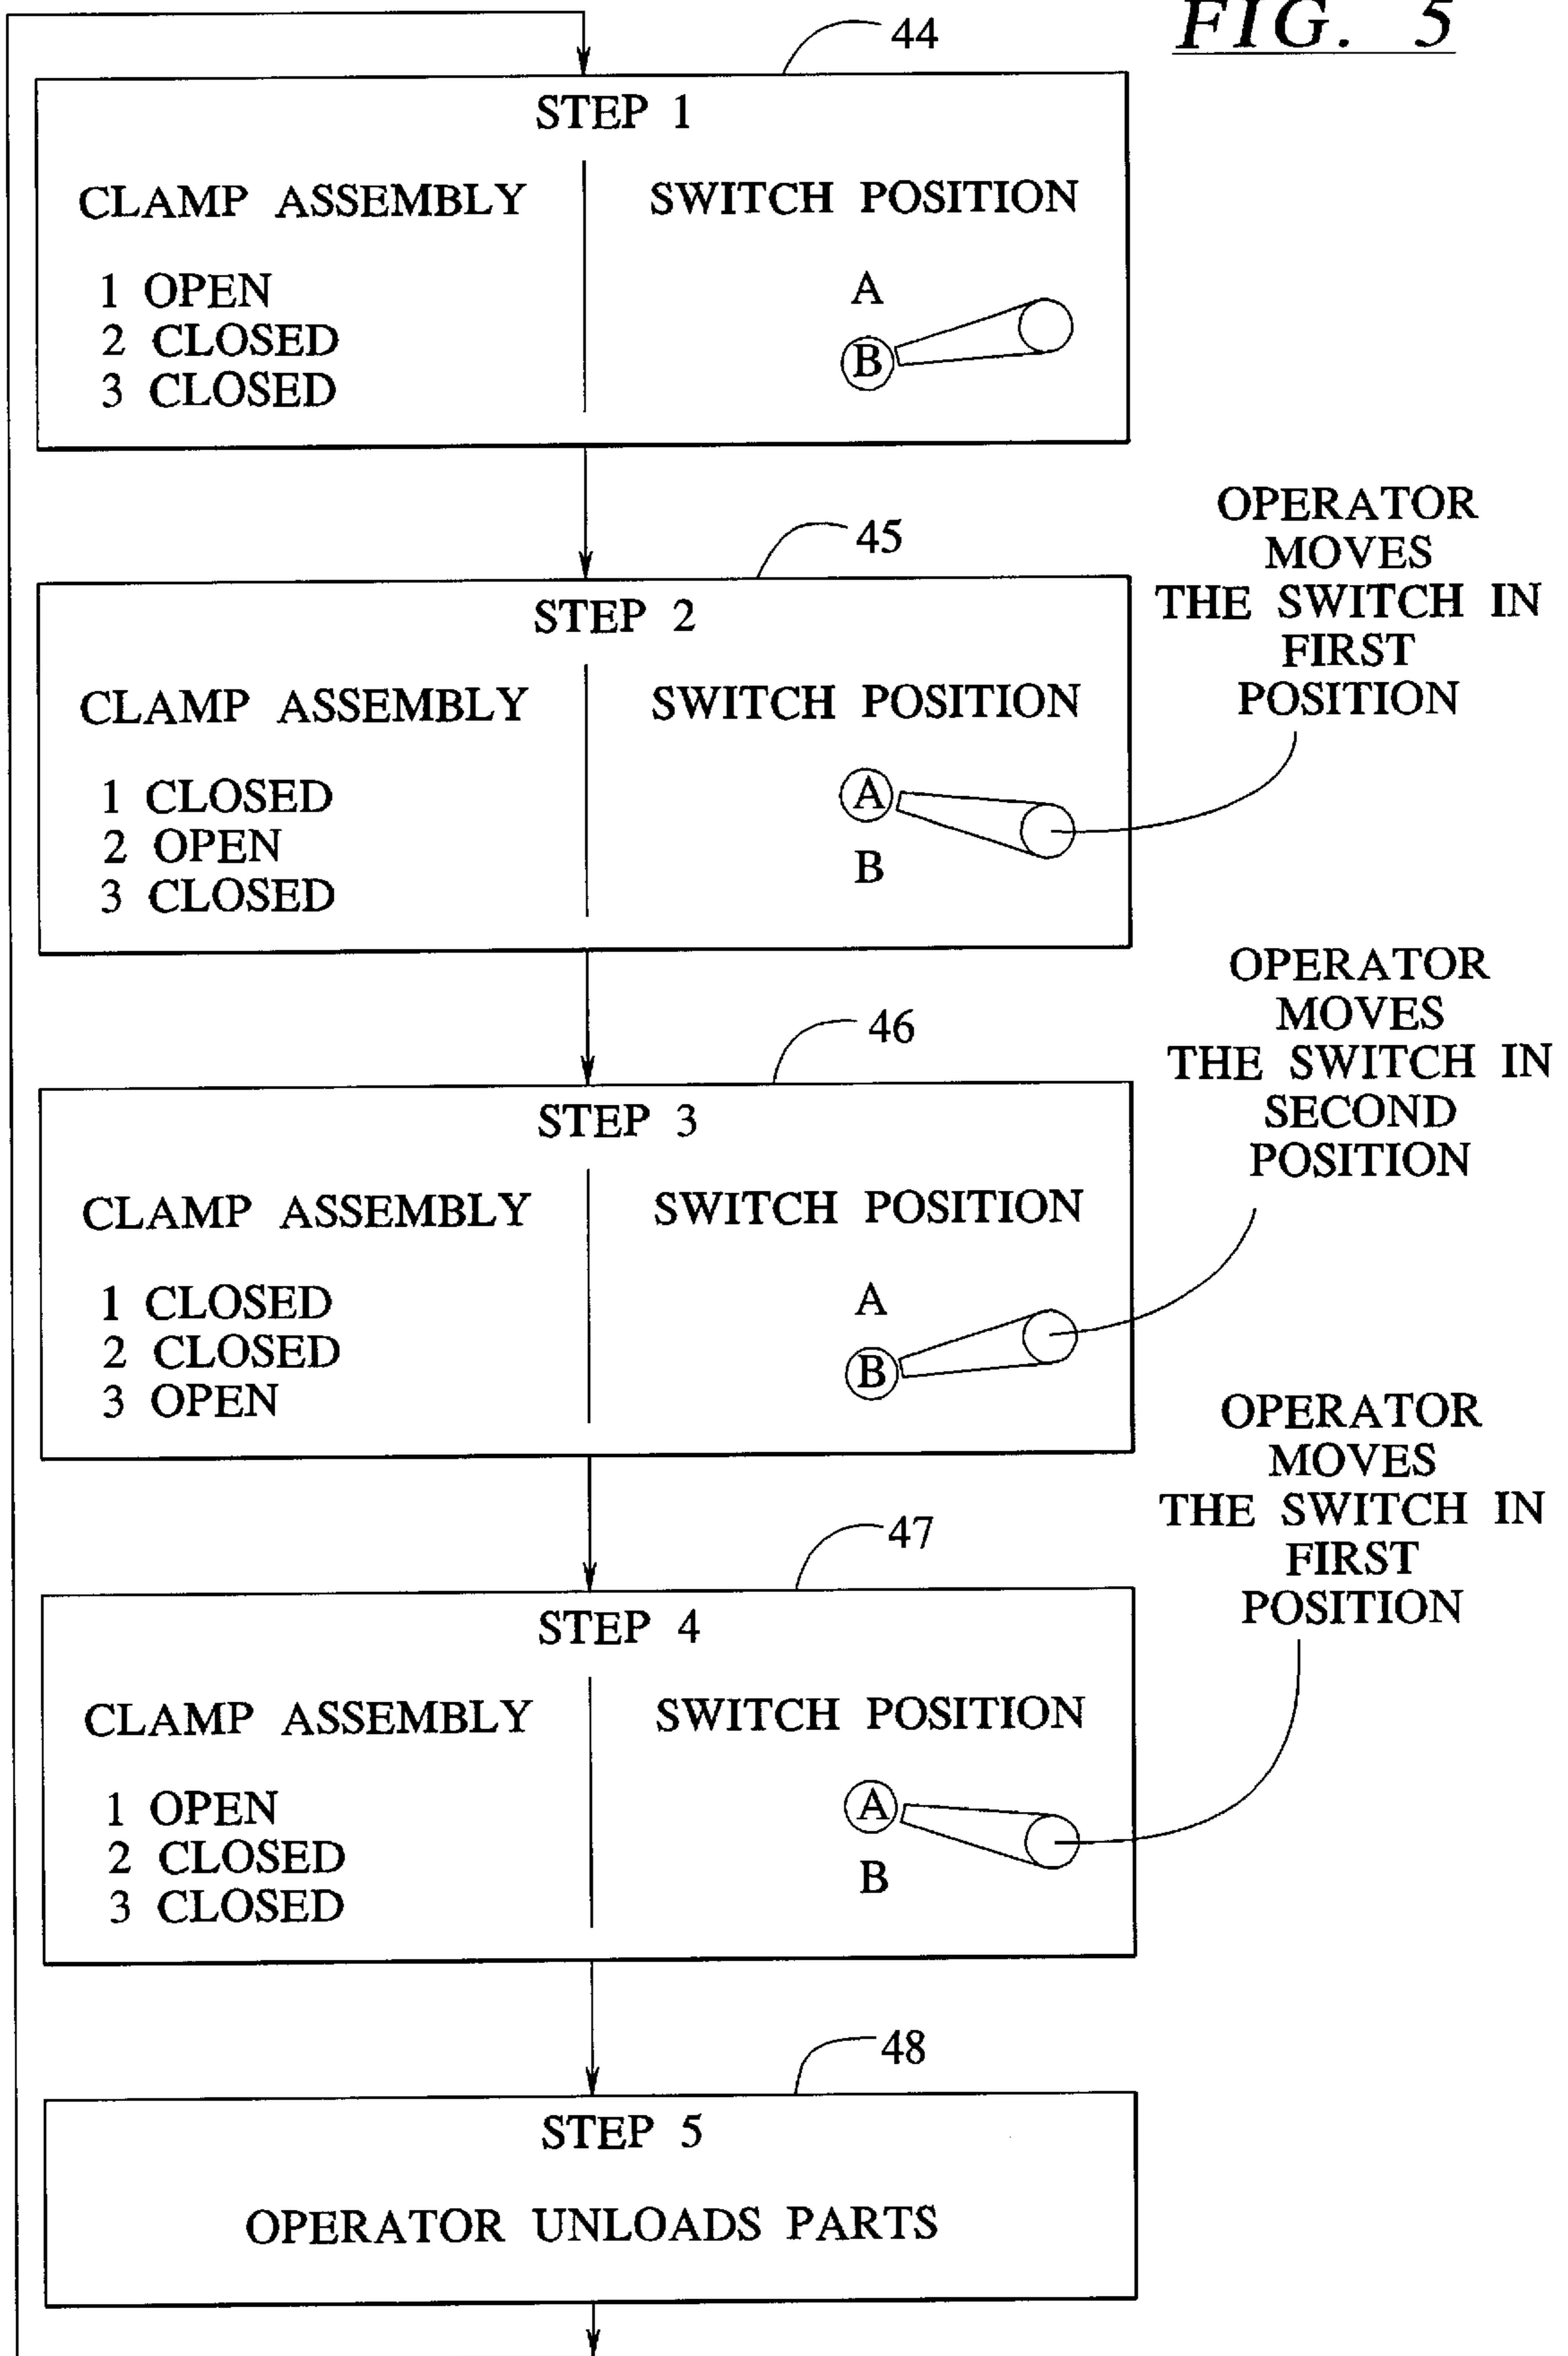 FIG. 5
44
STEP 1
CLAMP ASSEMBLY
SWITCH POSITION
1 OPEN
2 CLOSED
3 CLOSED
A
B
45
STEP 2
CLAMP ASSEMBLY
SWITCH POSITION
1 CLOSED
2 OPEN
3 CLOSED
A
B
OPERATOR
MOVES
THE SWITCH IN
FIRST
POSITION
46
STEP 3
CLAMP ASSEMBLY
SWITCH POSITION
1 CLOSED
2 CLOSED
3 OPEN
A
B
OPERATOR
MOVES
THE SWITCH IN
SECOND
POSITION
47
STEP 4
CLAMP ASSEMBLY
SWITCH POSITION
1 OPEN
2 CLOSED
3 CLOSED
A
B
OPERATOR
MOVES
THE SWITCH IN
FIRST
POSITION
48
STEP 5
OPERATOR UNLOADS PARTS